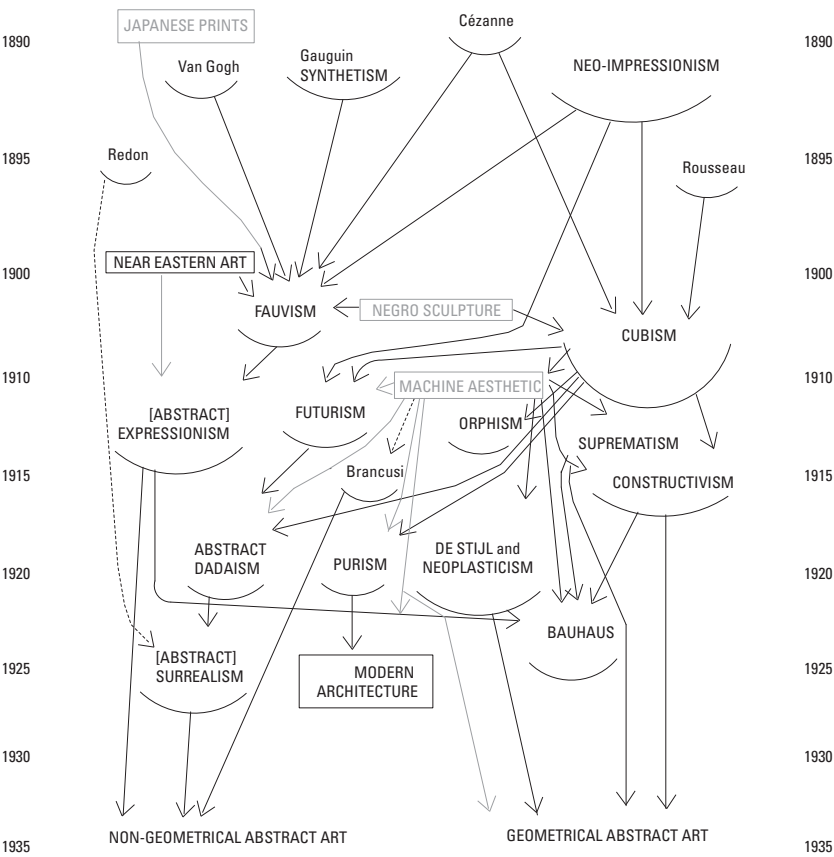 JAPANESE PRINTS
Cézanne
1890
1890
Van Gogh
Gauguin
SYNTHETISM
NEO-IMPRESSIONISM
1895
Redon
1895
Rousseau
NEAR EASTERN ART
1900
1900
FAUVISM
NEGRO SCULPTURE
CUBISM
1910
MACHINE AESTHETIC
1910
[ABSTRACT]
EXPRESSIONISM
FUTURISM
ORPHISM
SUPREMATISM
1915
Brancusi
CONSTRUCTIVISM
1915
ABSTRACT
DADAISM
PURISM
DE STIJL and
NEOPLASTICISM
1920
1920
BAUHAUS
[ABSTRACT]
SURREALISM
1925
MODERN
ARCHITECTURE
1925
1930
1930
NON-GEOMETRICAL ABSTRACT ART
GEOMETRICAL ABSTRACT ART
1935
1935